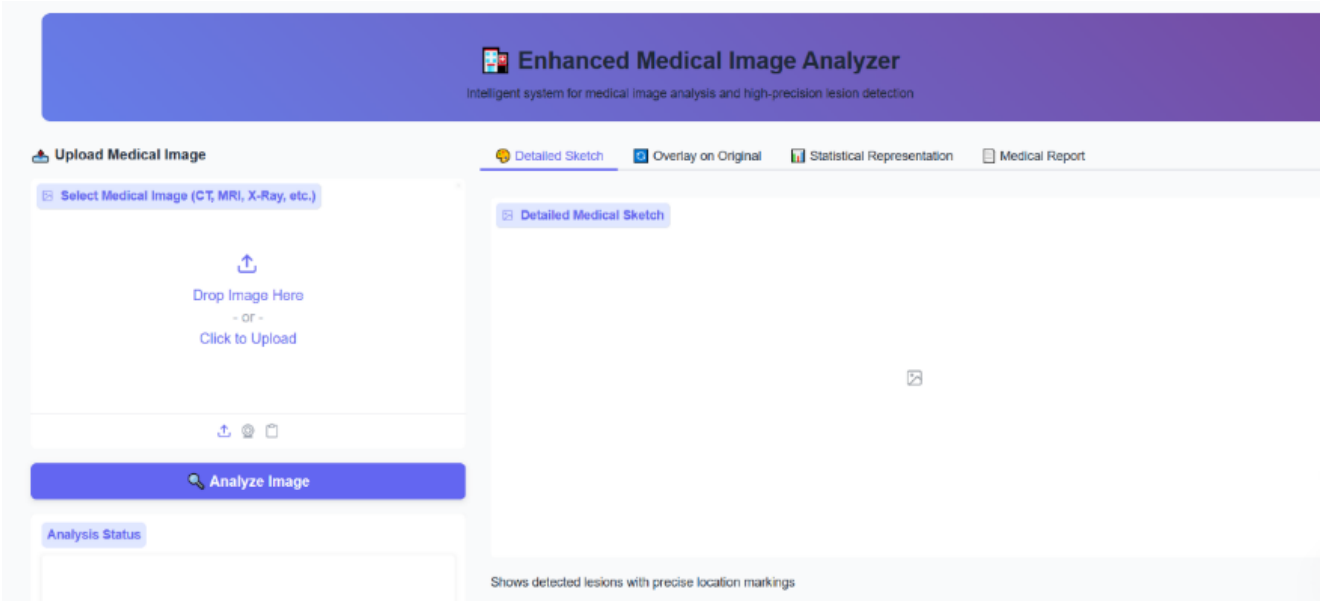 Enhanced Medical Image Analyzer
Intelligent system for medical image analysis and high-precision lesion detection
Upload Medical Image
Select Medical Image (CT, MRI, X-Ray, etc.)
Drop Image Here
- or -
Click to Upload
Analyze Image
Analysis Status
Detailed Sketch
Overlay on Original
Statistical Representation
Medical Report
Detailed Medical Sketch
Shows detected lesions with precise location markings